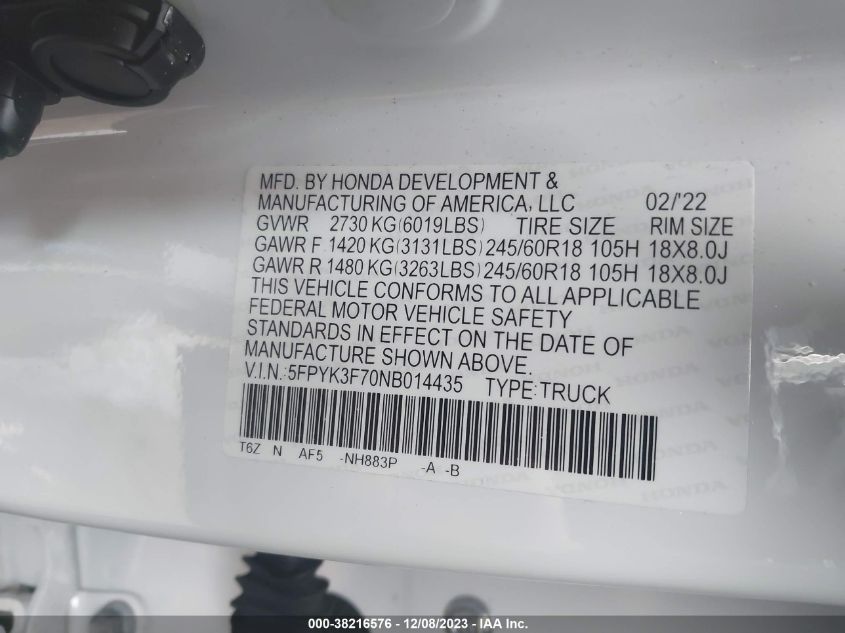 MFD. BY HONDA DEVELOPMENT &
MANUFACTURING OF AMERICA, LLC 02/'22
GVWR 2730 KG(6019LBS) TIRE SIZE RIM SIZE
GAWR F 1420 KG(3131LBS) 245/60R18 105H 18X8.0J
GAWR R 1480 KG(3263LBS) 245/60R18 105H 18X8.0J
THIS VEHICLE CONFORMS TO ALL APPLICABLE
FEDERAL MOTOR VEHICLE SAFETY
STANDARDS IN EFFECT ON THE DATE OF
MANUFACTURE SHOWN ABOVE.
V.I.N.:5FPYK3F70NB014435 TYPE:TRUCK
T6Z N AF5 -NH883P -A -B
000-38216576 - 12/08/2023 - IAA Inc.